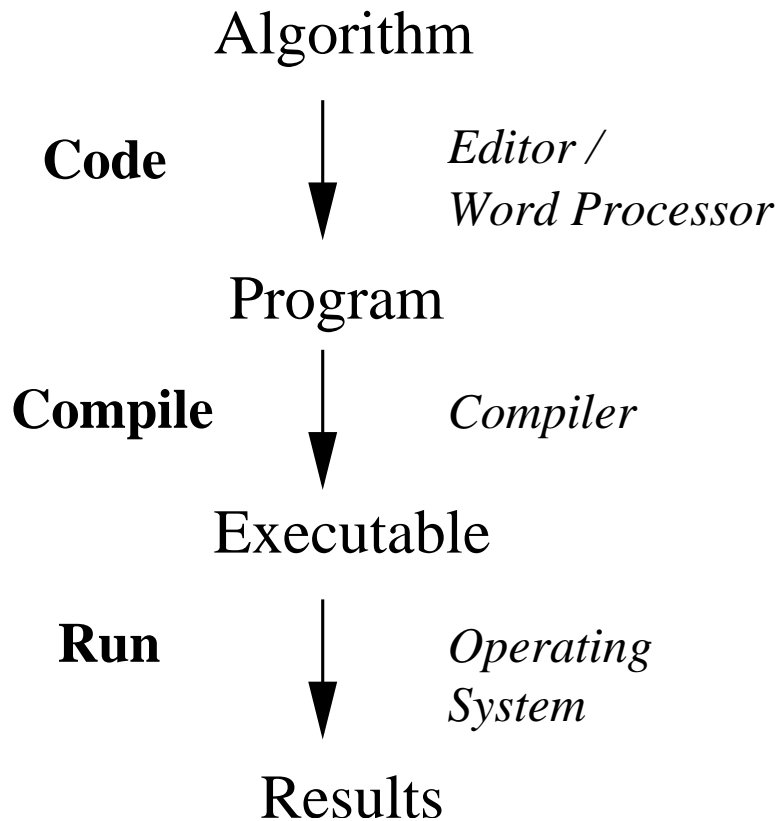 Algorithm
Code
Editor /
Word Processor
Program
Compile
Compiler
Executable
Run
Operating
System
Results